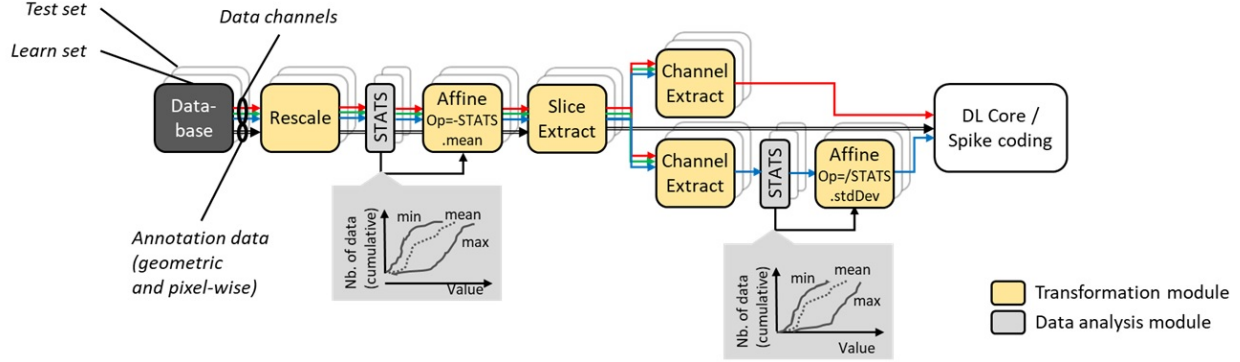 Test set
Data channels
Learn set
Data-
base
Rescale
STATS
Affine
Op=-STATS
.mean
Slice
Extract
Channel
Extract
Channel
Extract
STATS
Affine
Op=/STATS
.stdDev
DL Core /
Spike coding
Annotation data
(geometric
and pixel-wise)
Nb. of data
(cumulative)
min
mean
max
Value
Nb. of data
(cumulative)
min
mean
max
Value
Transformation module
Data analysis module